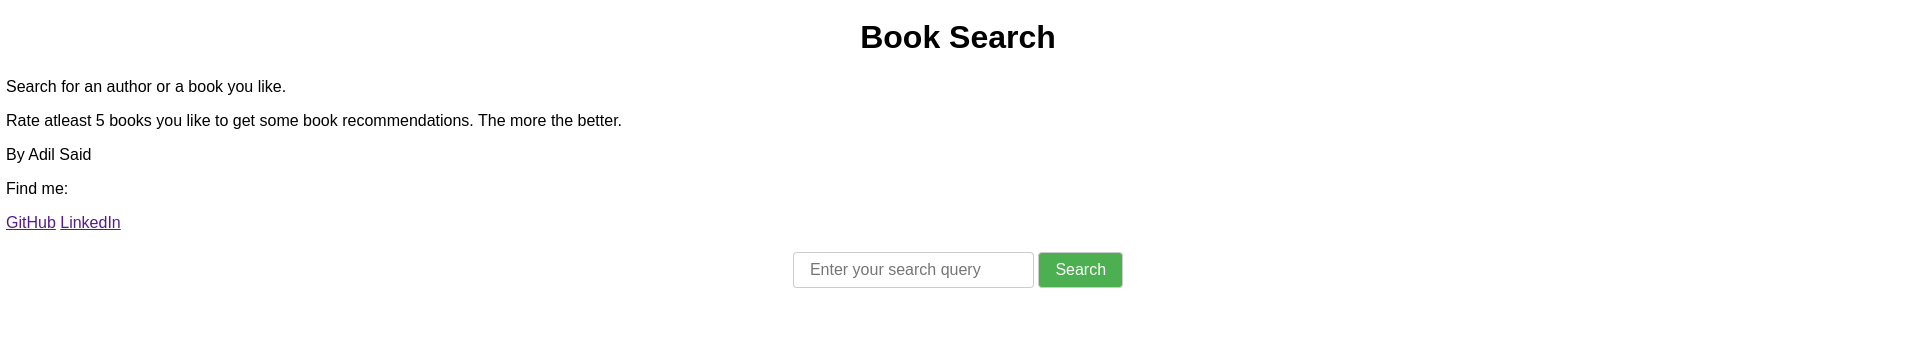 Book Search
Search for an author or a book you like.
Rate atleast 5 books you like to get some book recommendations. The more the better.
By Adil Said
Find me:
GitHub LinkedIn
Enter your search query Search